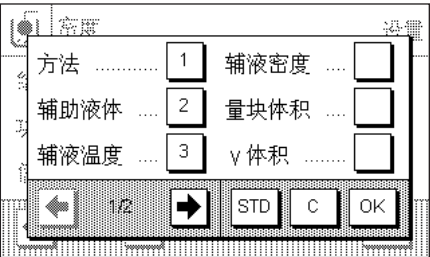 密度 设置
方法 ........... 1 辅液密度 ....
辅助液体 .... 2 量块体积 ....
辅液温度 .... 3 γ体积 ........
1/2 STD C OK